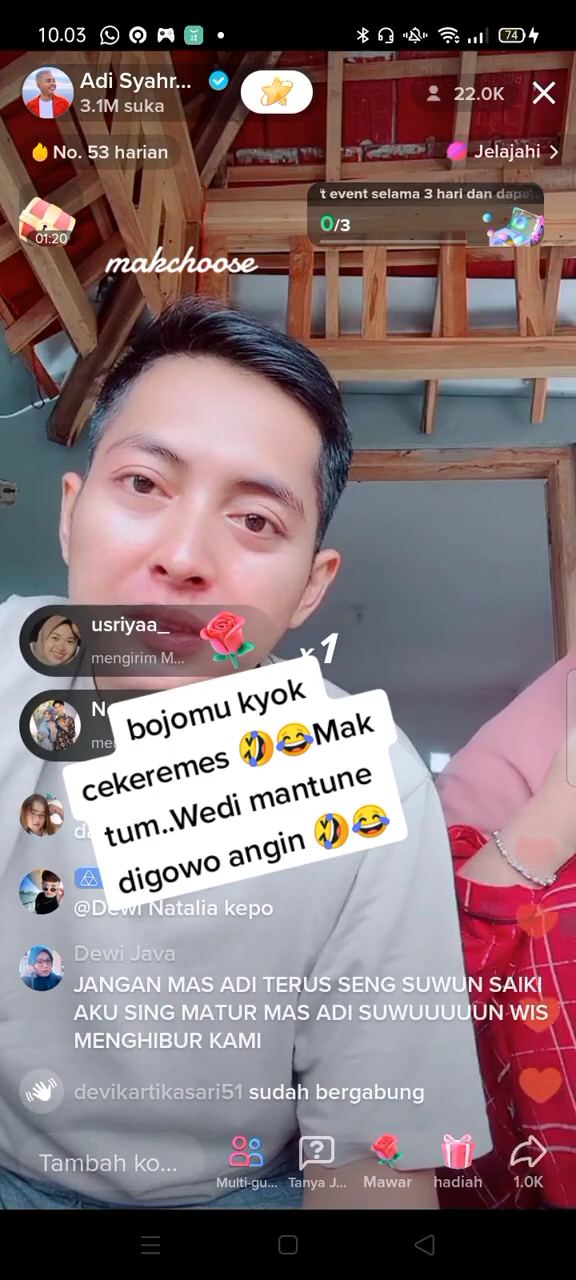 10.03
74
Adi Syahr...
3.1M suka
22.0K
No. 53 harian
Jelajahi >
't event selama 3 hari dan dapa
0/3
01:20
makchoose
usriyaa_
mengirim M...
x1
N
me
bojomu kyok
cekeremes 🤣😂Mak
tum..Wedi mantune
digowo angin 🤣😂
da
@Dewi Natalia kepo
Dewi Java
JANGAN MAS ADI TERUS SENG SUWUN SAIKI
AKU SING MATUR MAS ADI SUWUUUUUN WIS
MENGHIBUR KAMI
devikartikasari51 sudah bergabung
Tambah ko...
Multi-gu...
Tanya J...
Mawar
hadiah
1.0K